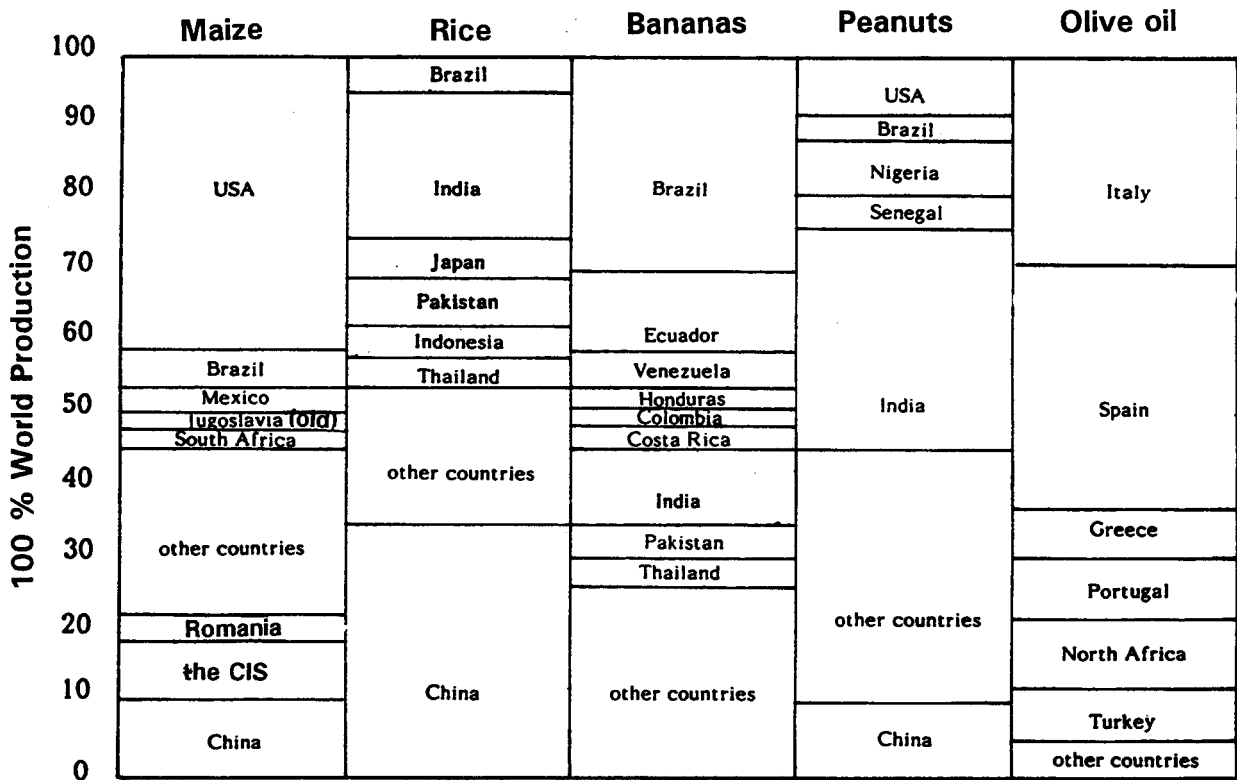 Maize Rice Bananas Peanuts Olive oil
100 % World Production
100
90
80
70
60
50
40
30
20
10
0
USA
Brazil
Mexico
Iugoslavia (old)
South Africa
other countries
Romania
the CIS
China
Brazil
India
Japan
Pakistan
Indonesia
Thailand
other countries
China
Brazil
Ecuador
Venezuela
Honduras
Colombia
Costa Rica
India
Pakistan
Thailand
other countries
USA
Brazil
Nigeria
Senegal
India
other countries
China
Italy
Spain
Greece
Portugal
North Africa
Turkey
other countries